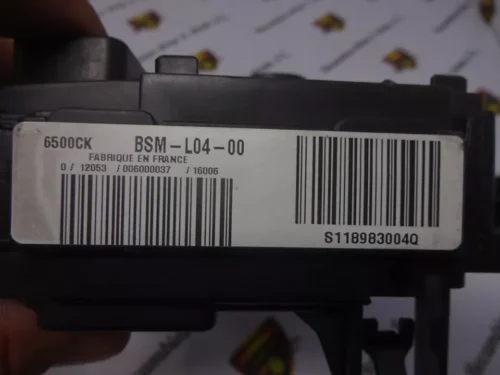 6500CK BSM-L04-00
FABRIQUE EN FRANCE
0/ 12053 /006000037 /16006
S118983004Q